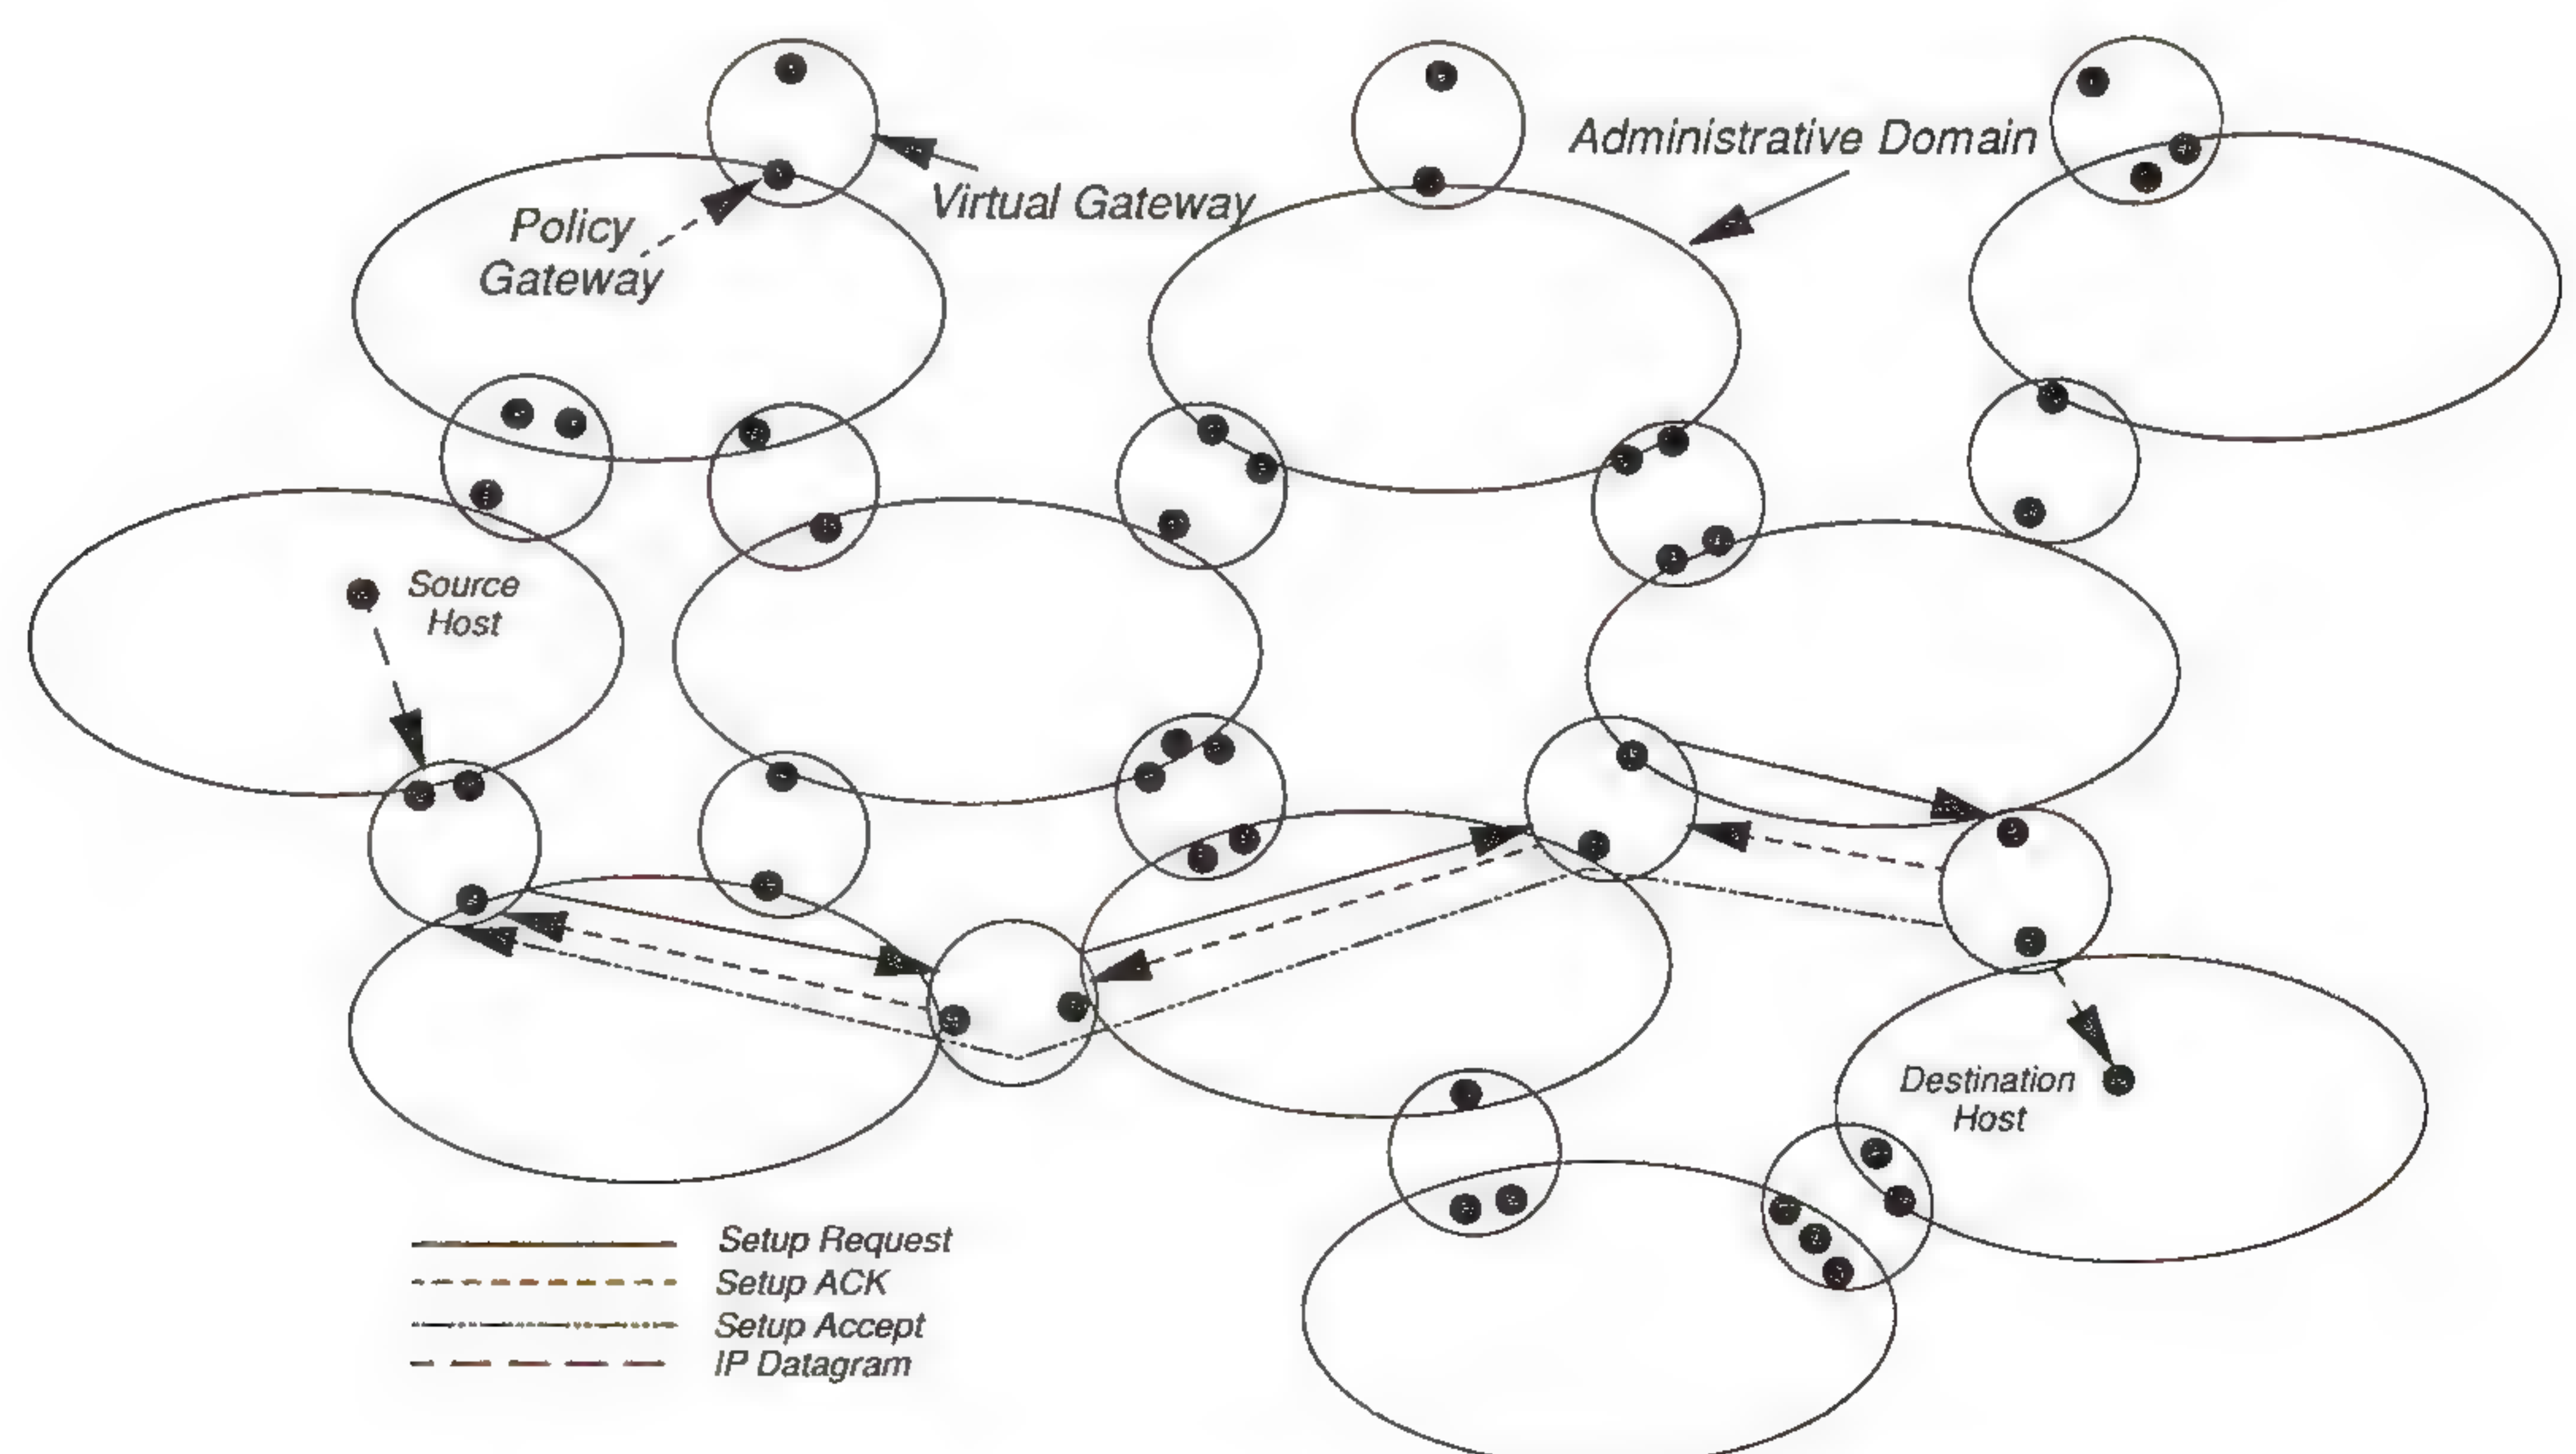 Administrative Domain
Virtual Gateway
Policy
Gateway
Source
Host
Destination
Host
Setup Request
Setup ACK
Setup Accept
IP Datagram